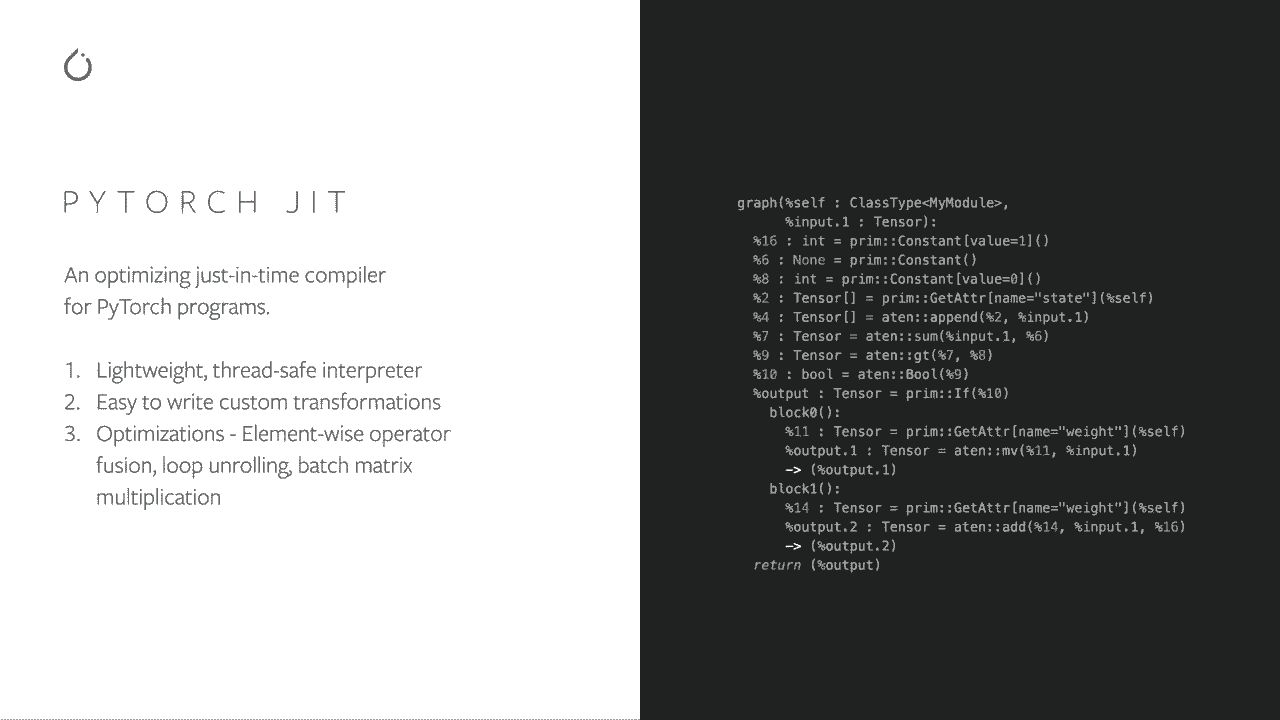 PYTORCH JIT
An optimizing just-in-time compiler
for PyTorch programs.
1. Lightweight, thread-safe interpreter
2. Easy to write custom transformations
3. Optimizations - Element-wise operator
fusion, loop unrolling, batch matrix
multiplication
graph(%self : ClassType<MyModule>,
%input.1 : Tensor):
%16 : int = prim::Constant[value=1]()
%6 : None = prim::Constant()
%8 : int = prim::Constant[value=0]()
%2 : Tensor[] = prim::GetAttr[name="state"](%self)
%4 : Tensor[] = aten::append(%2, %input.1)
%7 : Tensor = aten::sum(%input.1, %6)
%9 : Tensor = aten::gt(%7, %8)
%10 : bool = aten::Bool(%9)
%output : Tensor = prim::If(%10)
block0():
%11 : Tensor = prim::GetAttr[name="weight"](%self)
%output.1 : Tensor = aten::mv(%11, %input.1)
-> (%output.1)
block1():
%14 : Tensor = prim::GetAttr[name="weight"](%self)
%output.2 : Tensor = aten::add(%14, %input.1, %16)
-> (%output.2)
return (%output)